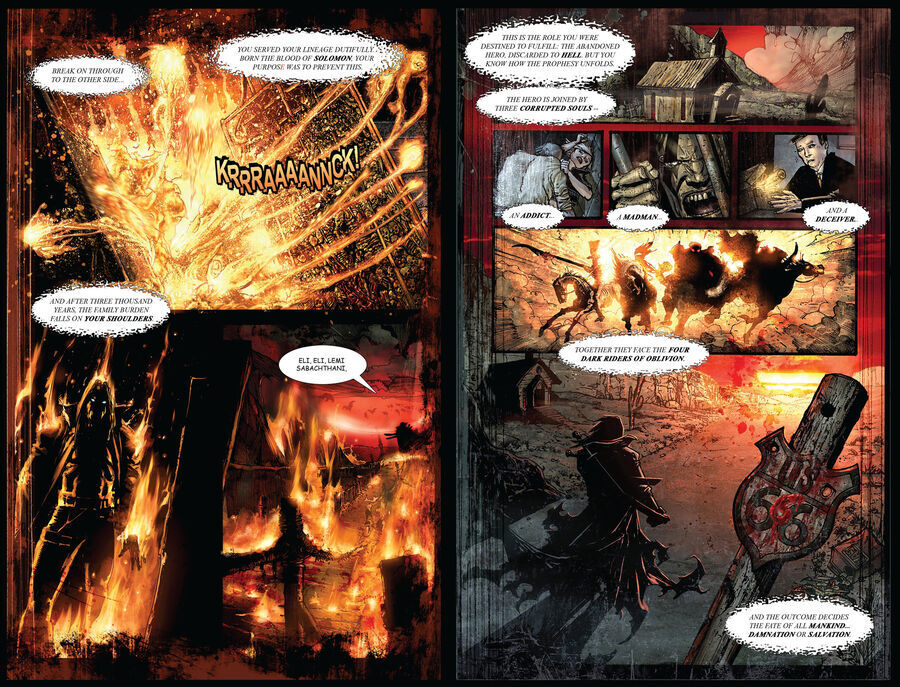 BREAK ON THROUGH
TO THE OTHER SIDE...
YOU SERVED YOUR LINEAGE DUTIFULLY.
BORN THE BLOOD OF SOLOMON, YOUR
PURPOSE WAS TO PREVENT THIS.
KRRRAAAANNCK!
AND AFTER THREE THOUSAND
YEARS, THE FAMILY BURDEN
FALLS ON YOUR SHOULDERS.
ELI, ELI, LEMI
SABACHTHANI,
THIS IS THE ROLE YOU WERE
DESTINED TO FULFILL: THE ABANDONED
HERO, DISCARDED TO HELL. BUT YOU
KNOW HOW THE PROPHESY UNFOLDS.
THE HERO IS JOINED BY
THREE CORRUPTED SOULS --
AN ADDICT...
A MADMAN...
AND A
DECEIVER...
TOGETHER THEY FACE THE FOUR
DARK RIDERS OF OBLIVION.
US
666
AND THE OUTCOME DECIDES
THE FATE OF ALL MANKIND...
DAMNATION OR SALVATION.